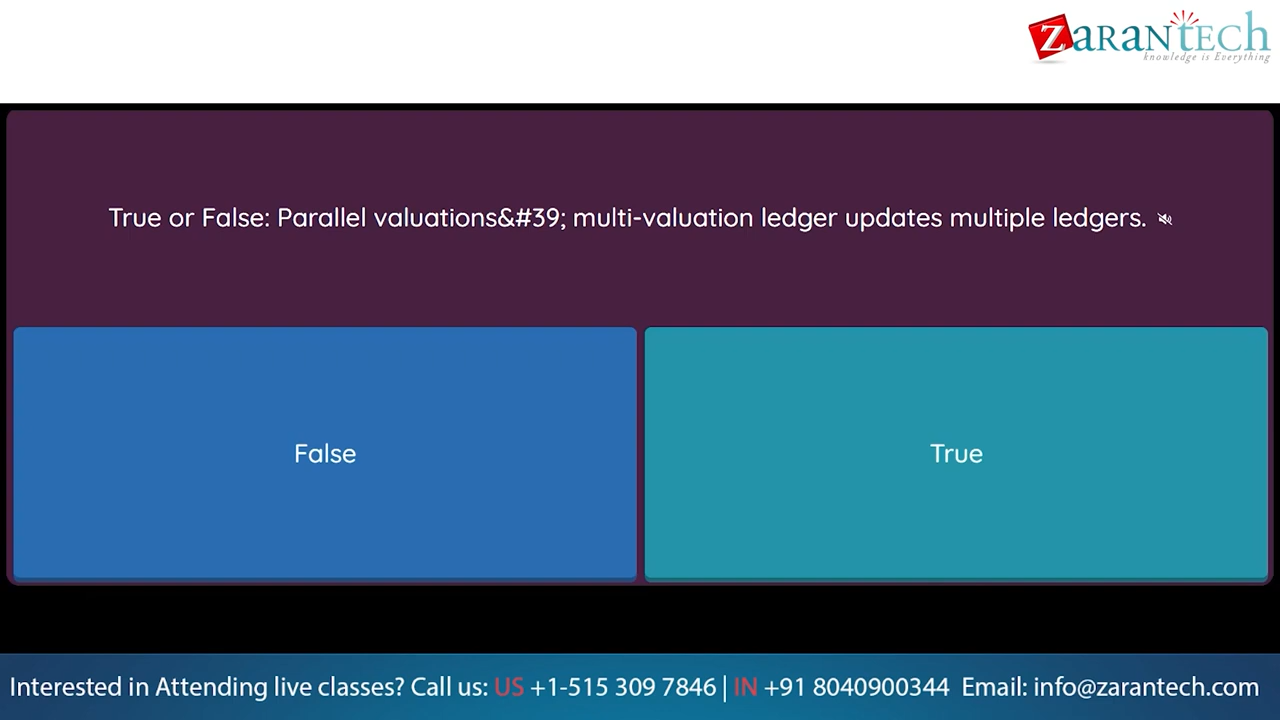 ZARANTECH
knowledge is Everything
True or False: Parallel valuations&#39; multi-valuation ledger updates multiple ledgers.
False
True
Interested in Attending live classes? Call us: US +1-515 309 7846 | IN +91 8040900344 Email: info@zarantech.com